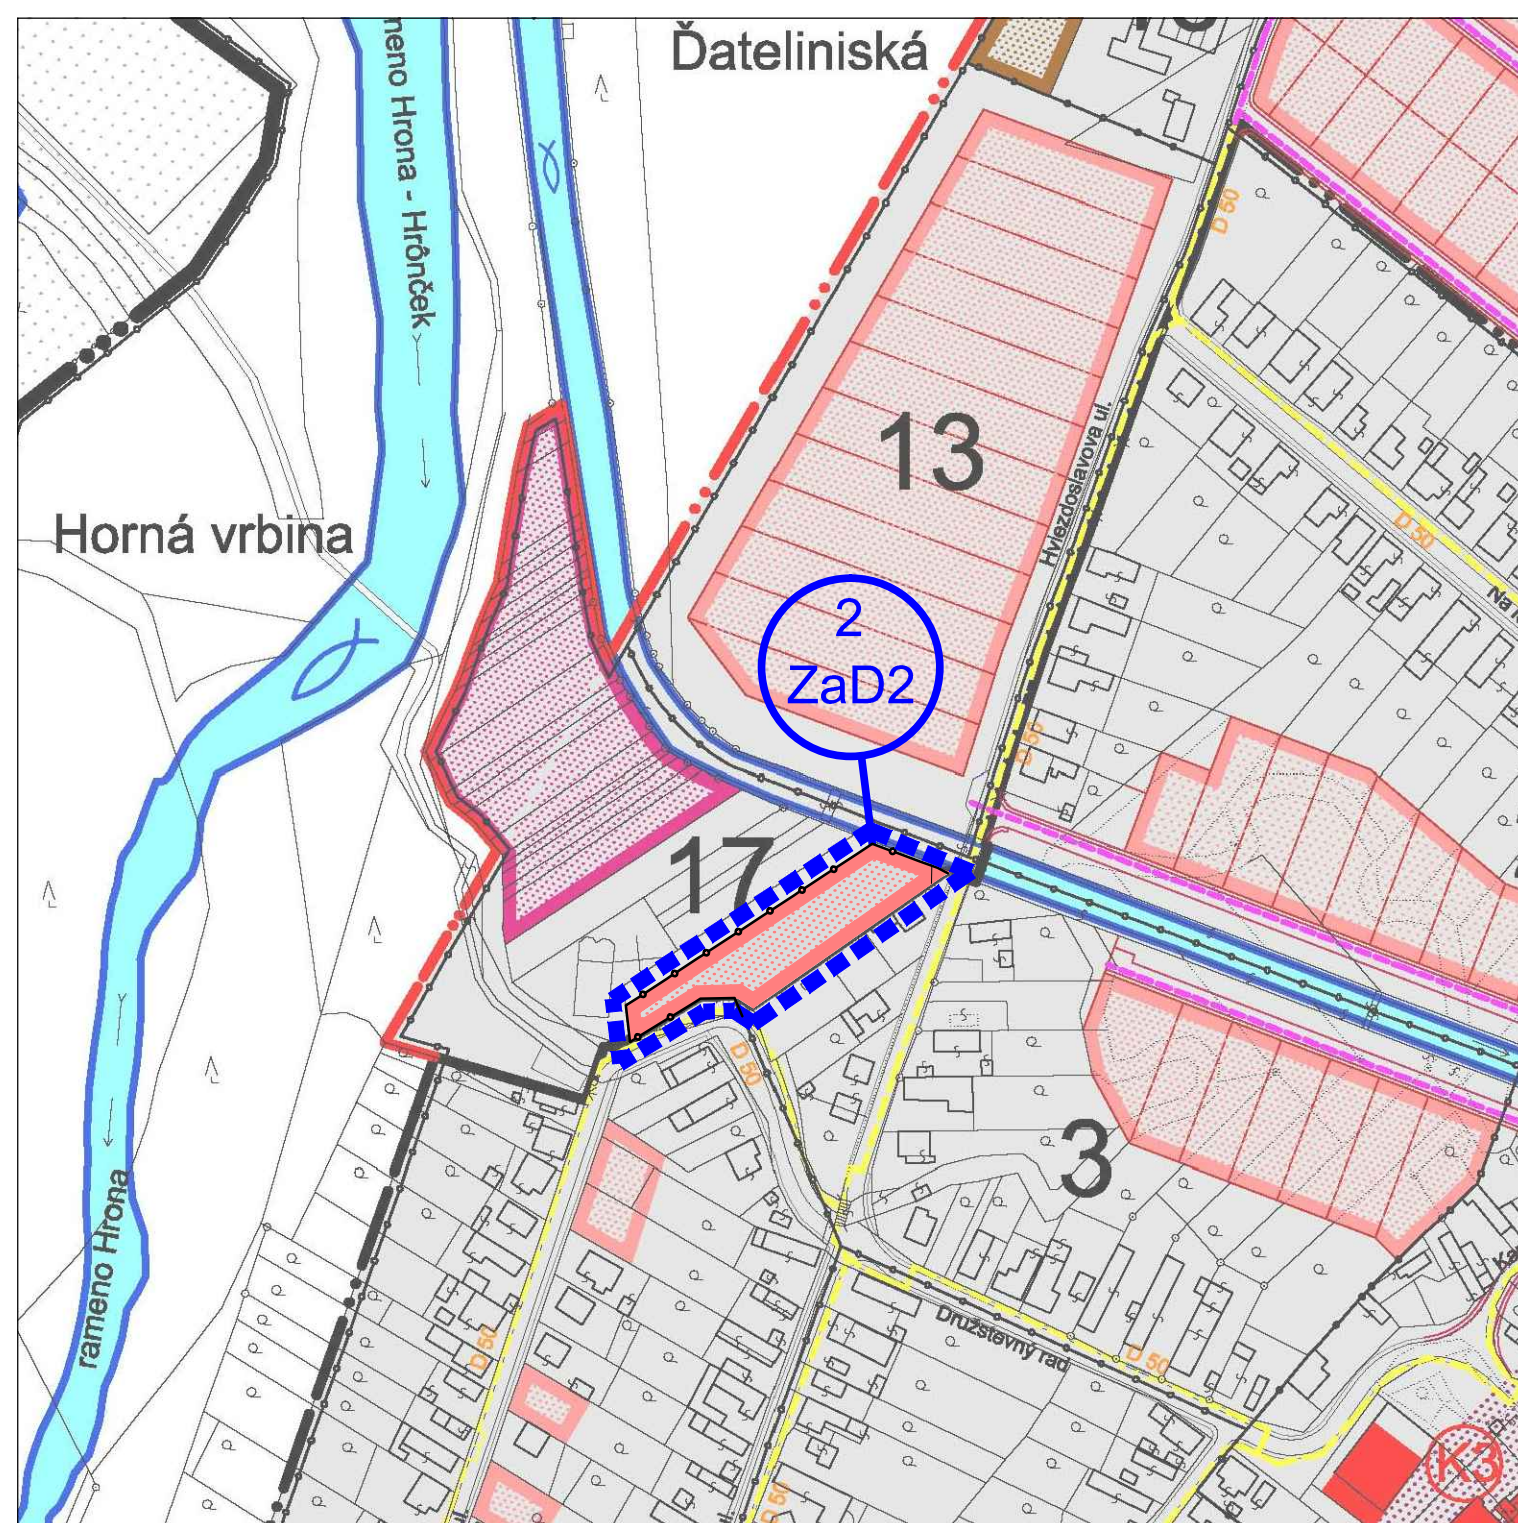 Ďateliniská
rameno Hrona - Hrônček
D 50
13
Hviezdoslavova ul.
D 50
Horná vrbina
2
ZaD2
D 50
17
D 50
3
rameno Hrona
D 50
Družstevný rad
D 50
K3
D 50